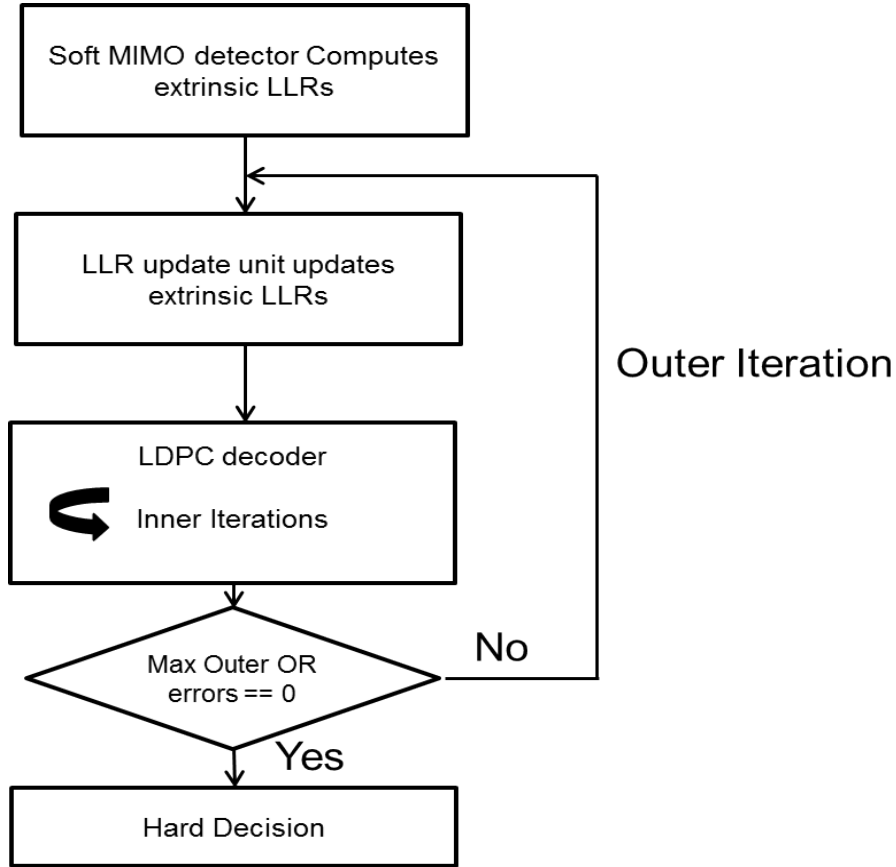 Soft MIMO detector Computes
extrinsic LLRs
LLR update unit updates
extrinsic LLRs
Outer Iteration
LDPC decoder
Inner Iterations
No
Max Outer OR
errors == 0
Yes
Hard Decision